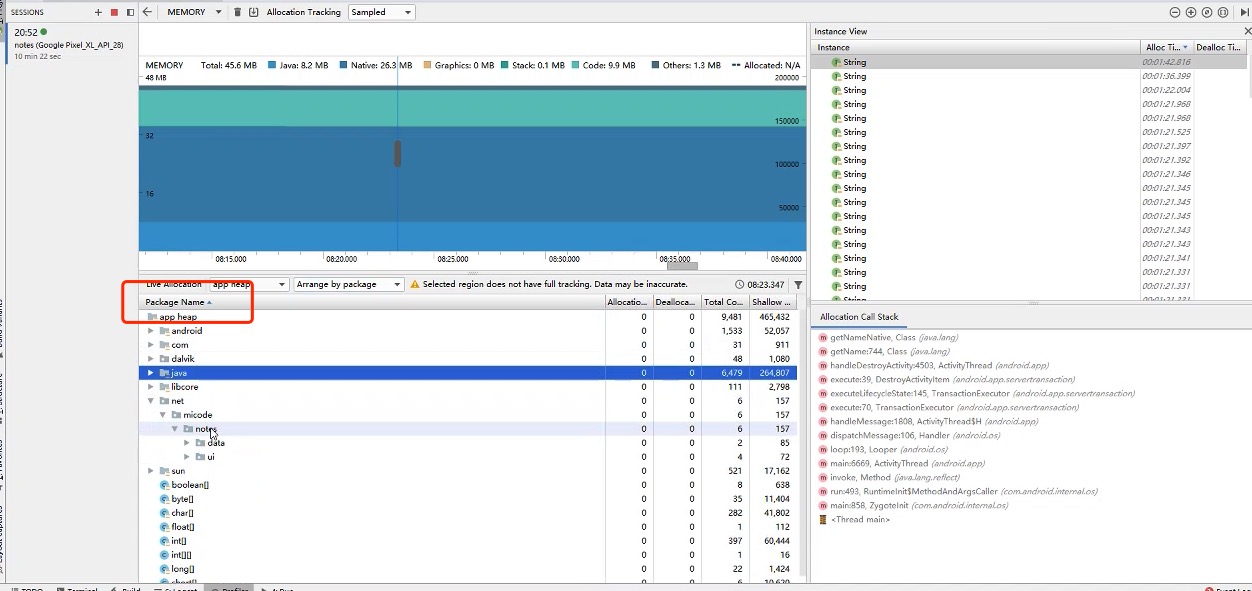 SESSIONS
MEMORY
Allocation Tracking
Sampled
20:52
notes (Google Pixel_XL_API_28)
10 min 22 sec
MEMORY Total: 45.6 MB Java: 8.2 MB Native: 26.3 MB Graphics: 0 MB Stack: 0.1 MB Code: 9.9 MB Others: 1.3 MB Allocated: N/A
48 MB 200000
150000
32
100000
16
50000
08:15.000 08:20.000 08:25.000 08:30.000 08:35.000 08:40.000
Live Allocation app heap Arrange by package Selected region does not have full tracking. Data may be inaccurate. 08:23.347
Package Name Allocatio... Dealloca... Total Co... Shallow ...
app heap 0 0 9,481 465,432
android 0 0 1,533 52,057
com 0 0 31 911
dalvik 0 0 48 1,080
java 0 0 6,479 264,807
libcore 0 0 111 2,798
net 0 0 6 157
micode 0 0 6 157
notes 0 0 6 157
data 0 0 2 85
ui 0 0 4 72
sun 0 0 521 17,162
boolean[] 0 0 8 638
byte[] 0 0 35 11,404
char[] 0 0 282 41,802
float[] 0 0 1 112
int[] 0 0 397 60,444
int[][] 0 0 1 16
long[] 0 0 22 1,424
Instance View
Instance Alloc Ti... Dealloc Ti...
String 00:01:42.816
String 00:01:36.399
String 00:01:22.004
String 00:01:21.968
String 00:01:21.968
String 00:01:21.525
String 00:01:21.397
String 00:01:21.392
String 00:01:21.346
String 00:01:21.345
String 00:01:21.345
String 00:01:21.345
String 00:01:21.343
String 00:01:21.343
String 00:01:21.341
String 00:01:21.331
String 00:01:21.331
Allocation Call Stack
getNameNative, Class (java.lang)
getName:744, Class (java.lang)
handleDestroyActivity:4503, ActivityThread (android.app)
execute:39, DestroyActivityItem (android.app.servertransaction)
executeLifecycleState:145, TransactionExecutor (android.app.servertransaction)
execute:70, TransactionExecutor (android.app.servertransaction)
handleMessage:1808, ActivityThread$H (android.app)
dispatchMessage:106, Handler (android.os)
loop:193, Looper (android.os)
main:6669, ActivityThread (android.app)
invoke, Method (java.lang.reflect)
run:493, RuntimeInit$MethodAndArgsCaller (com.android.internal.os)
main:858, ZygoteInit (com.android.internal.os)
<Thread main>